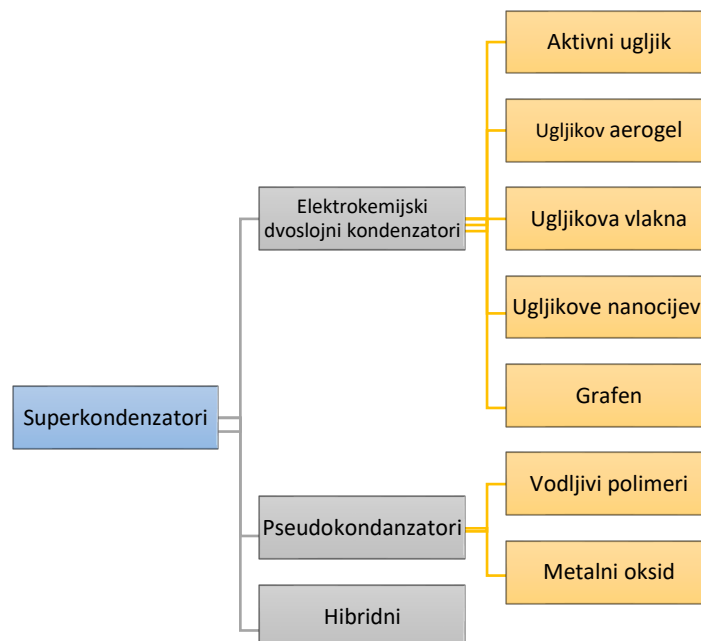 Superkondenzatori
Elektrokemijski
dvoslojni kondenzatori
Aktivni ugljik
Ugljikov aerogel
Ugljikova vlakna
Ugljikove nanocijev
Grafen
Pseudokondanzatori
Vodljivi polimeri
Metalni oksid
Hibridni